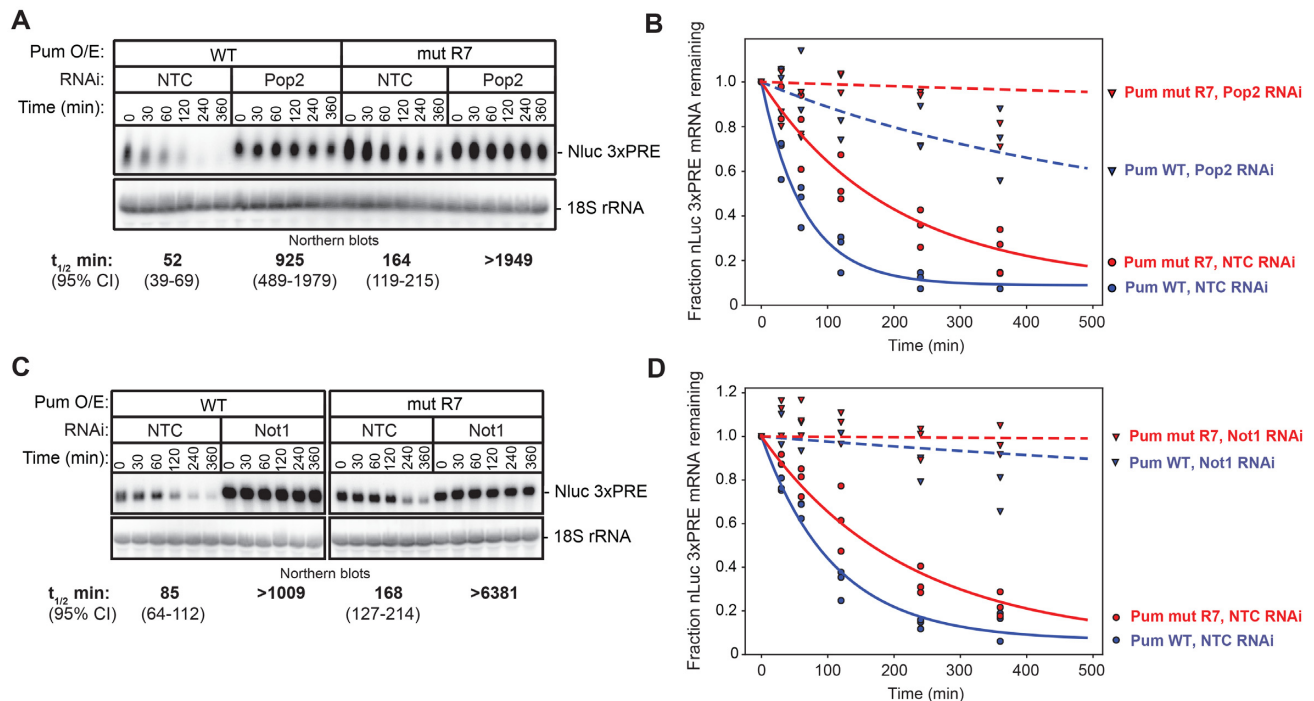 A
Pum O/E: WT mut R7
RNAi: NTC Pop2 NTC Pop2
Time (min): 0 30 60 120 240 360 0 30 60 120 240 360 0 30 60 120 240 360 0 30 60 120 240 360
Nluc 3xPRE
18S rRNA
Northern blots
t1/2 min: 52 925 164 >1949
(95% CI) (39-69) (489-1979) (119-215)
B
Fraction nLuc 3xPRE mRNA remaining
1.0
0.8
0.6
0.4
0.2
0
0 100 200 300 400 500
Time (min)
Pum mut R7, Pop2 RNAi
Pum WT, Pop2 RNAi
Pum mut R7, NTC RNAi
Pum WT, NTC RNAi
C
Pum O/E: WT mut R7
RNAi: NTC Not1 NTC Not1
Time (min): 0 30 60 120 240 360 0 30 60 120 240 360 0 30 60 120 240 360 0 30 60 120 240 360
Nluc 3xPRE
18S rRNA
Northern blots
t1/2 min: 85 >1009 168 >6381
(95% CI) (64-112) (127-214)
D
Fraction nLuc 3xPRE mRNA remaining
1.2
1.0
0.8
0.6
0.4
0.2
0
0 100 200 300 400 500
Time (min)
Pum mut R7, Not1 RNAi
Pum WT, Not1 RNAi
Pum mut R7, NTC RNAi
Pum WT, NTC RNAi